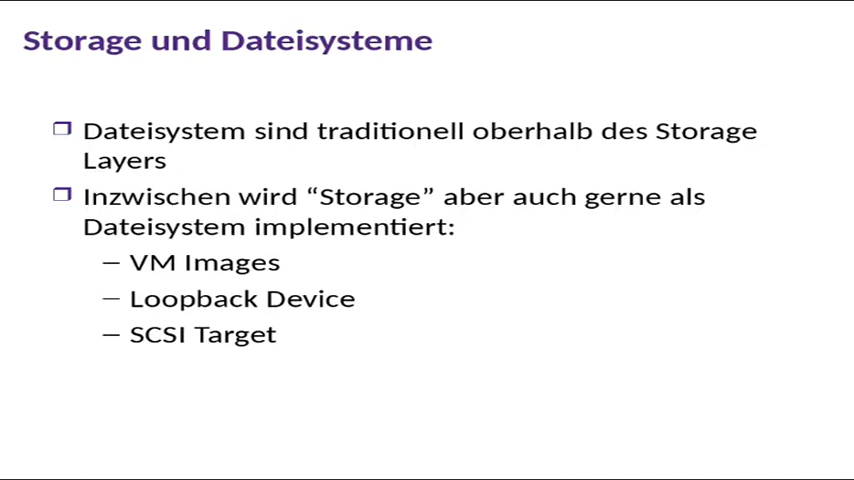 Storage und Dateisysteme
❒ Dateisystem sind traditionell oberhalb des Storage
Layers
❒ Inzwischen wird “Storage” aber auch gerne als
Dateisystem implementiert:
– VM Images
– Loopback Device
– SCSI Target